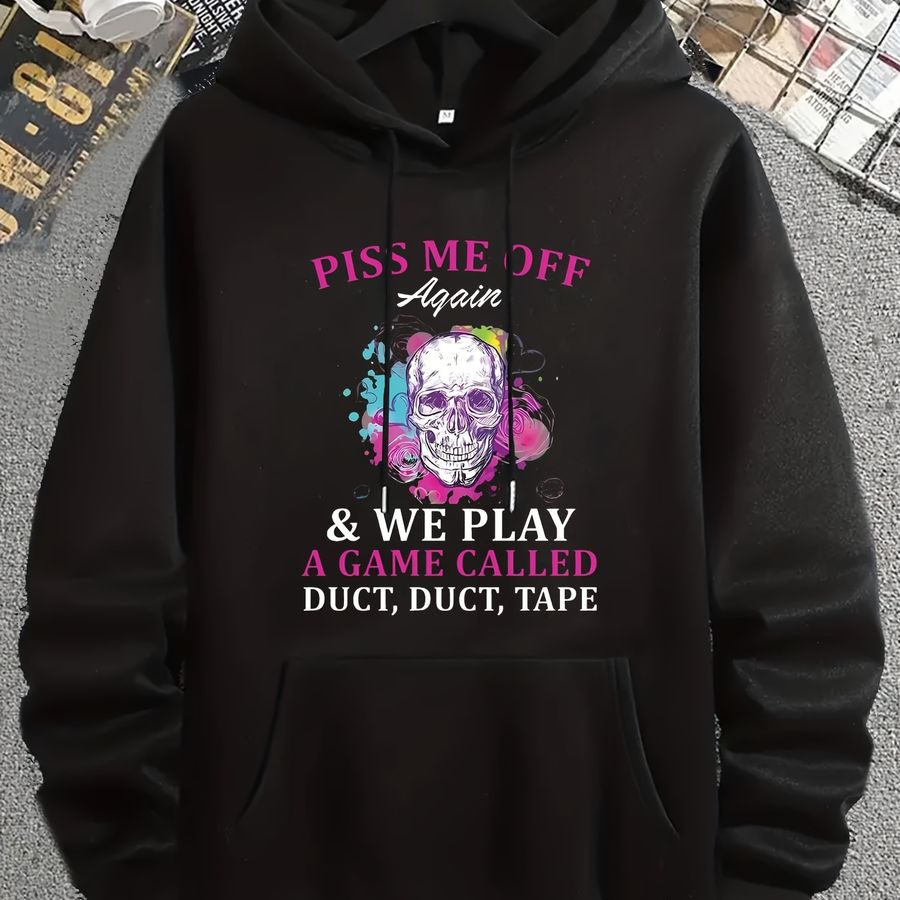 PISS ME OFF
Again
& WE PLAY
A GAME CALLED
DUCT, DUCT, TAPE
M